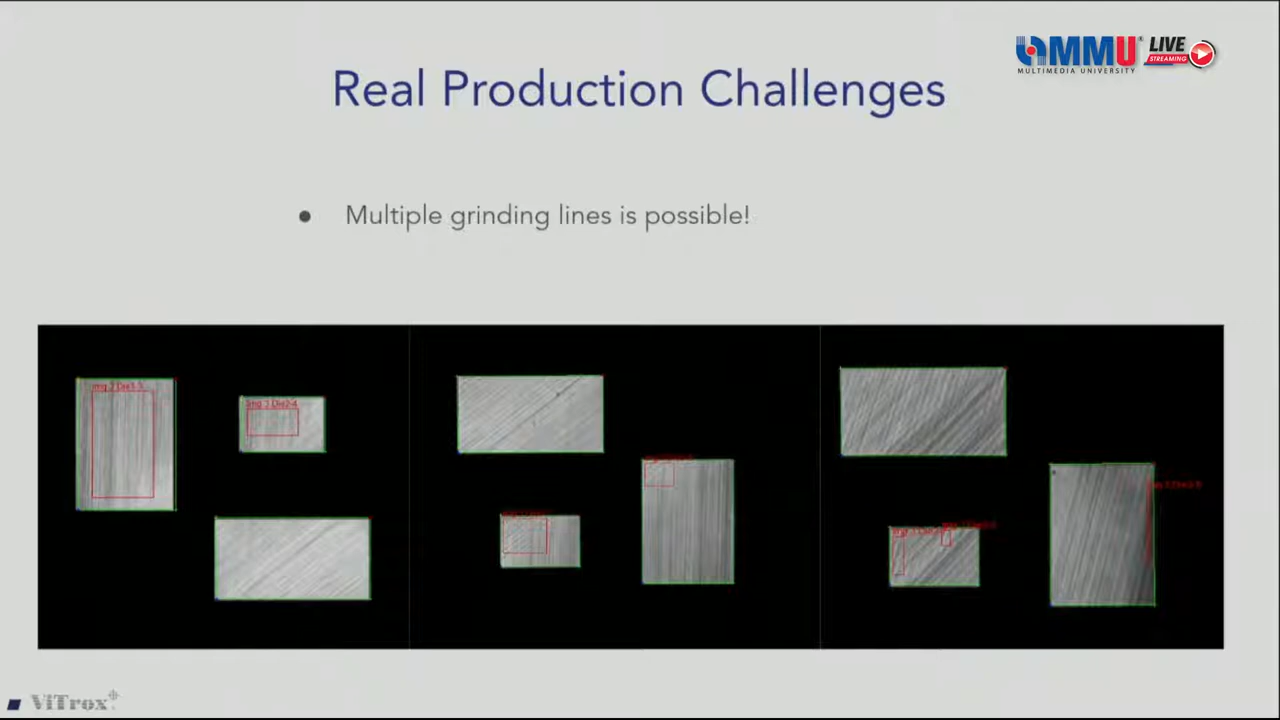 MMU
MULTIMEDIA UNIVERSITY
LIVE
STREAMING
Real Production Challenges
● Multiple grinding lines is possible!
ViTrox